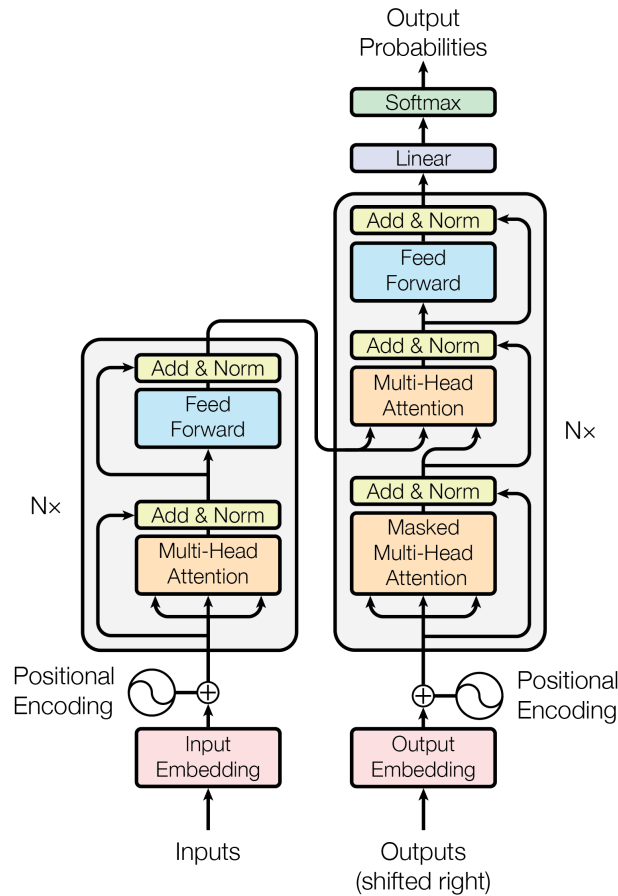 Output
Probabilities
Softmax
Linear
Add & Norm
Feed
Forward
Add & Norm
Multi-Head
Attention
Add & Norm
Masked
Multi-Head
Attention
N×
Add & Norm
Feed
Forward
Add & Norm
Multi-Head
Attention
N×
Positional
Encoding
Positional
Encoding
Input
Embedding
Output
Embedding
Inputs
Outputs
(shifted right)